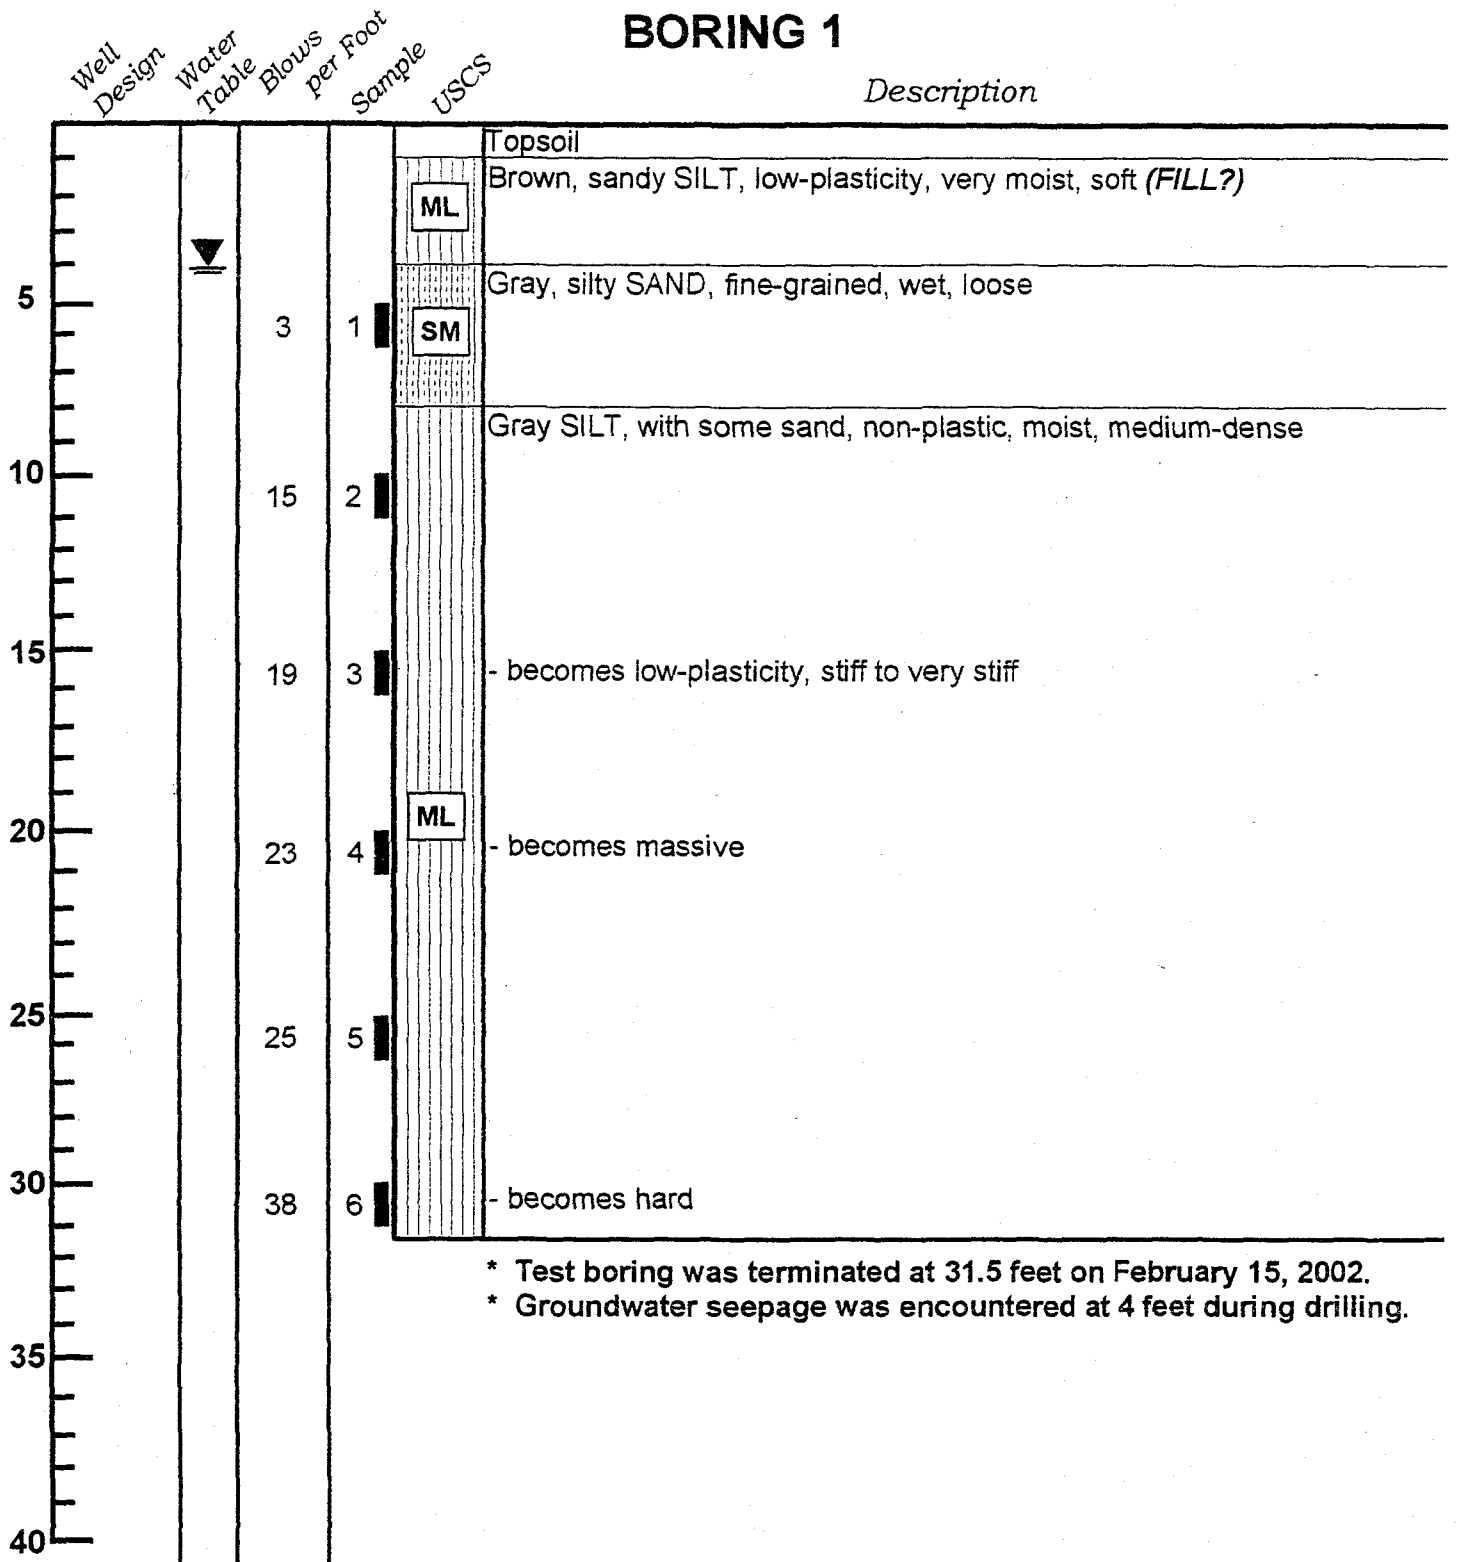 BORING 1
Well Design
Water Table
Blows per Foot
Sample
USCS
Description
Topsoil
Brown, sandy SILT, low-plasticity, very moist, soft (FILL?)
ML
Gray, silty SAND, fine-grained, wet, loose
5
3 1 SM
Gray SILT, with some sand, non-plastic, moist, medium-dense
10
15 2
15
19 3 - becomes low-plasticity, stiff to very stiff
ML
20
23 4 - becomes massive
25
25 5
30
38 6 - becomes hard
* Test boring was terminated at 31.5 feet on February 15, 2002.
* Groundwater seepage was encountered at 4 feet during drilling.
35
40